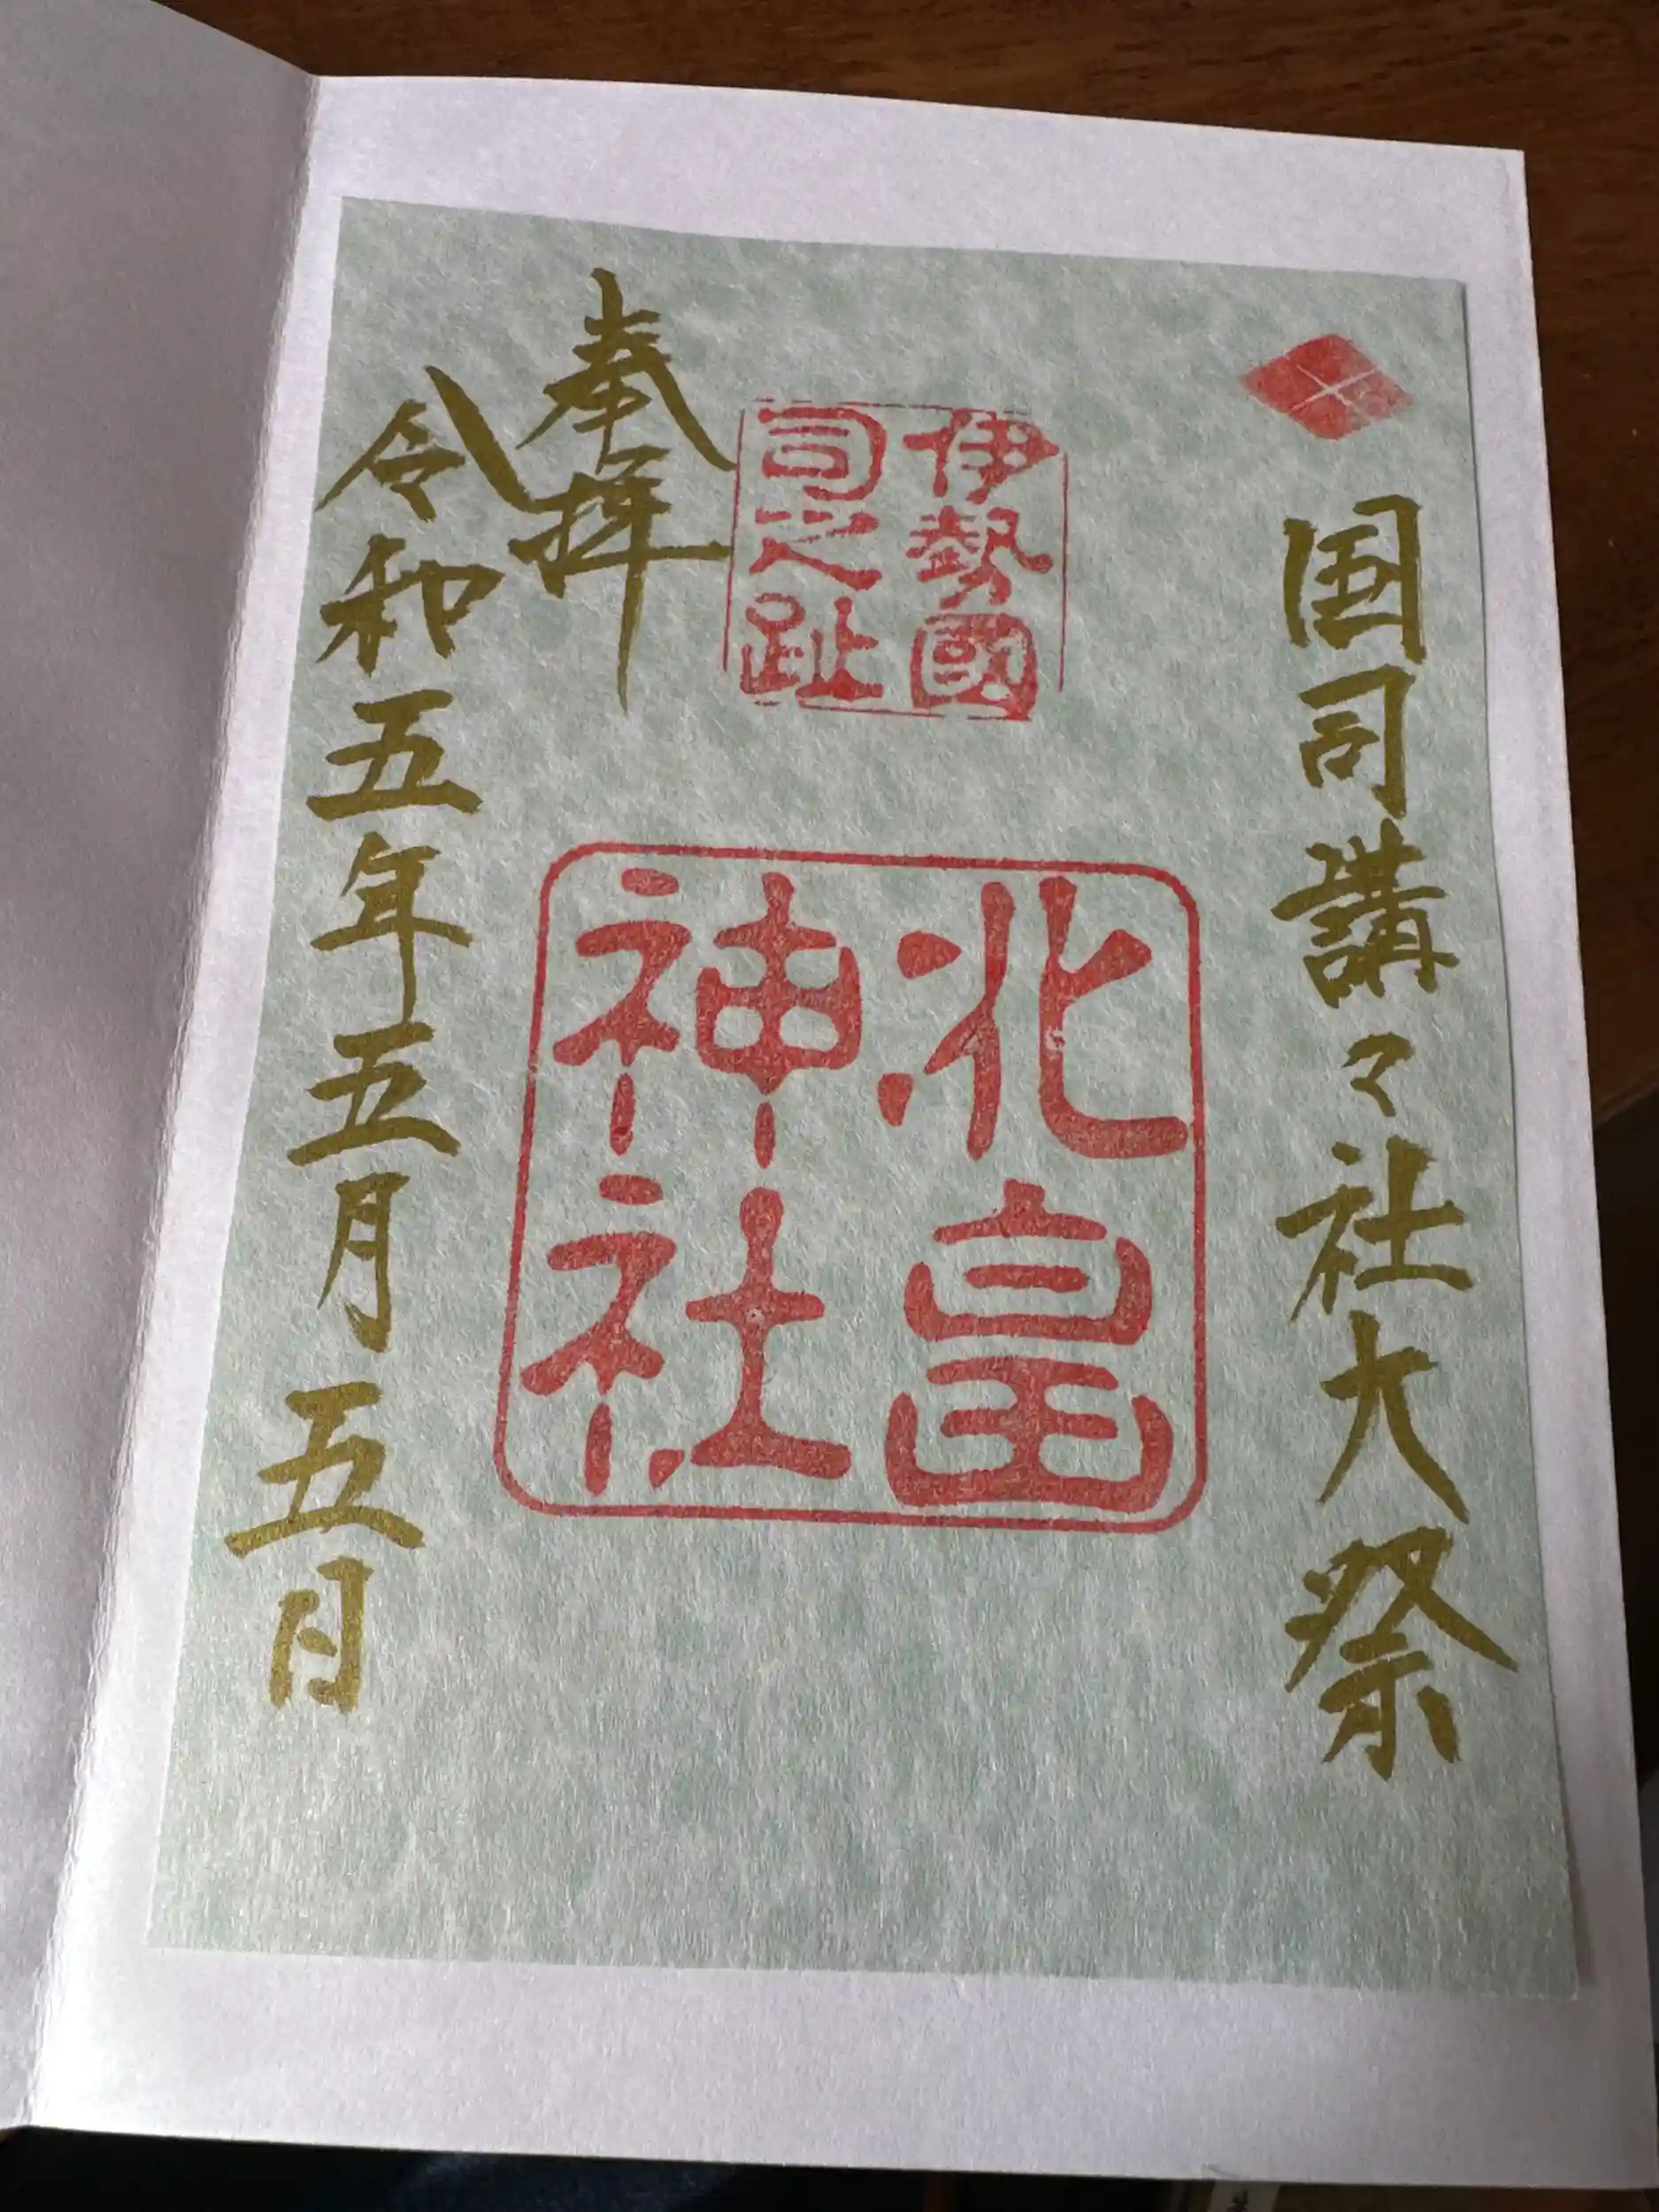 国司講々社大祭
伊勢國
司之趾
北畠
神社
奉拝
令和五年五月五日